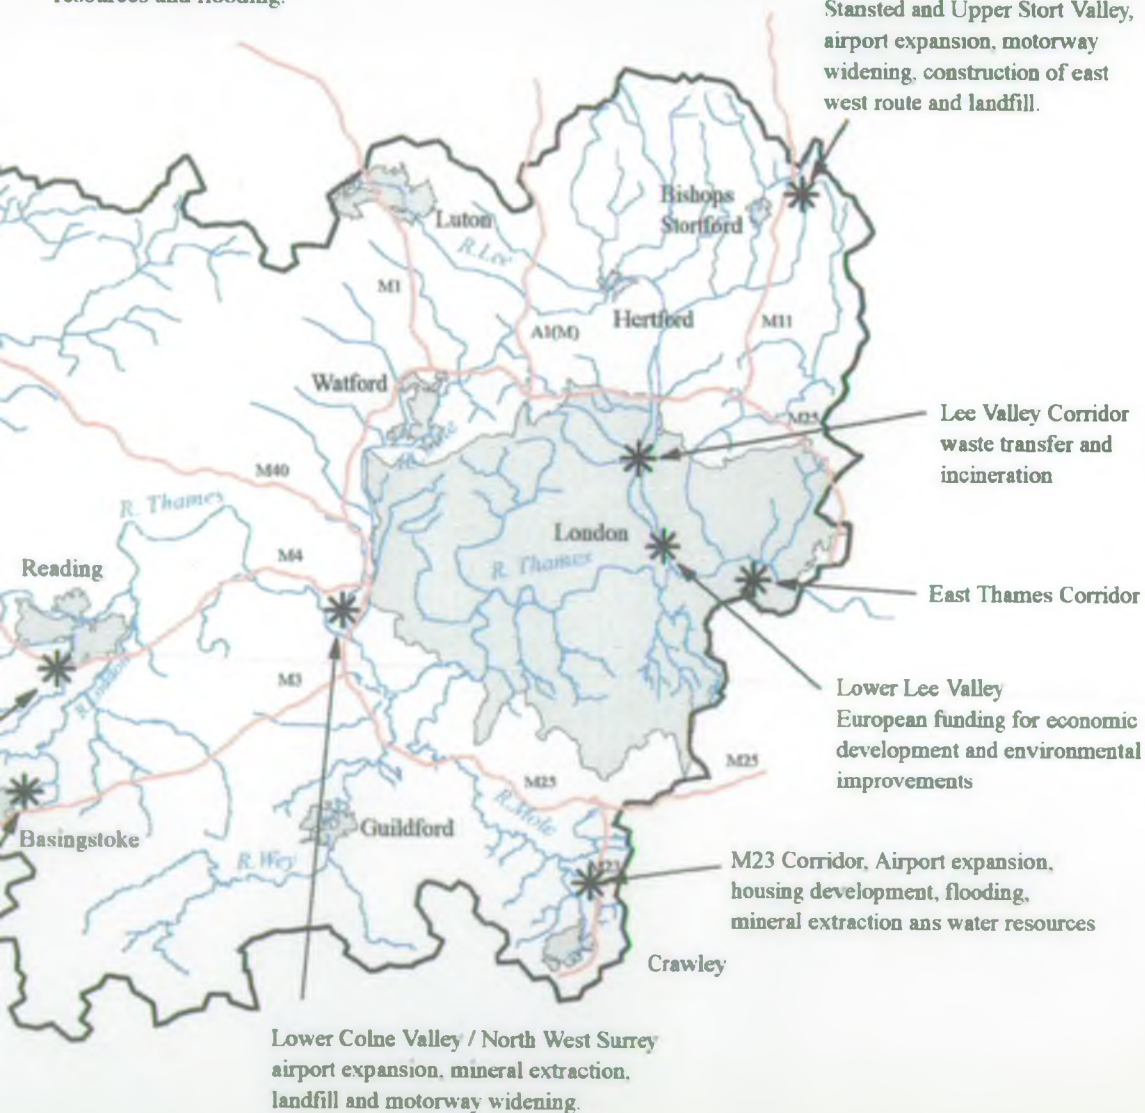 resources and flooding.
Stansted and Upper Stort Valley,
airport expansion, motorway
widening, construction of east
west route and landfill.
Bishops
Stortford
Luton
R.Lee
M1
A1(M)
Hertford
M11
Watford
M25
Lee Valley Corridor
waste transfer and
incineration
M40
R. Thames
London
M4
R. Thames
Reading
East Thames Corridor
M3
Lower Lee Valley
European funding for economic
development and environmental
improvements
M25
M25
R.Mole
Basingstoke
Guildford
R.Wey
M23
M23 Corridor, Airport expansion,
housing development, flooding,
mineral extraction ans water resources
Crawley
Lower Colne Valley / North West Surrey
airport expansion, mineral extraction,
landfill and motorway widening.